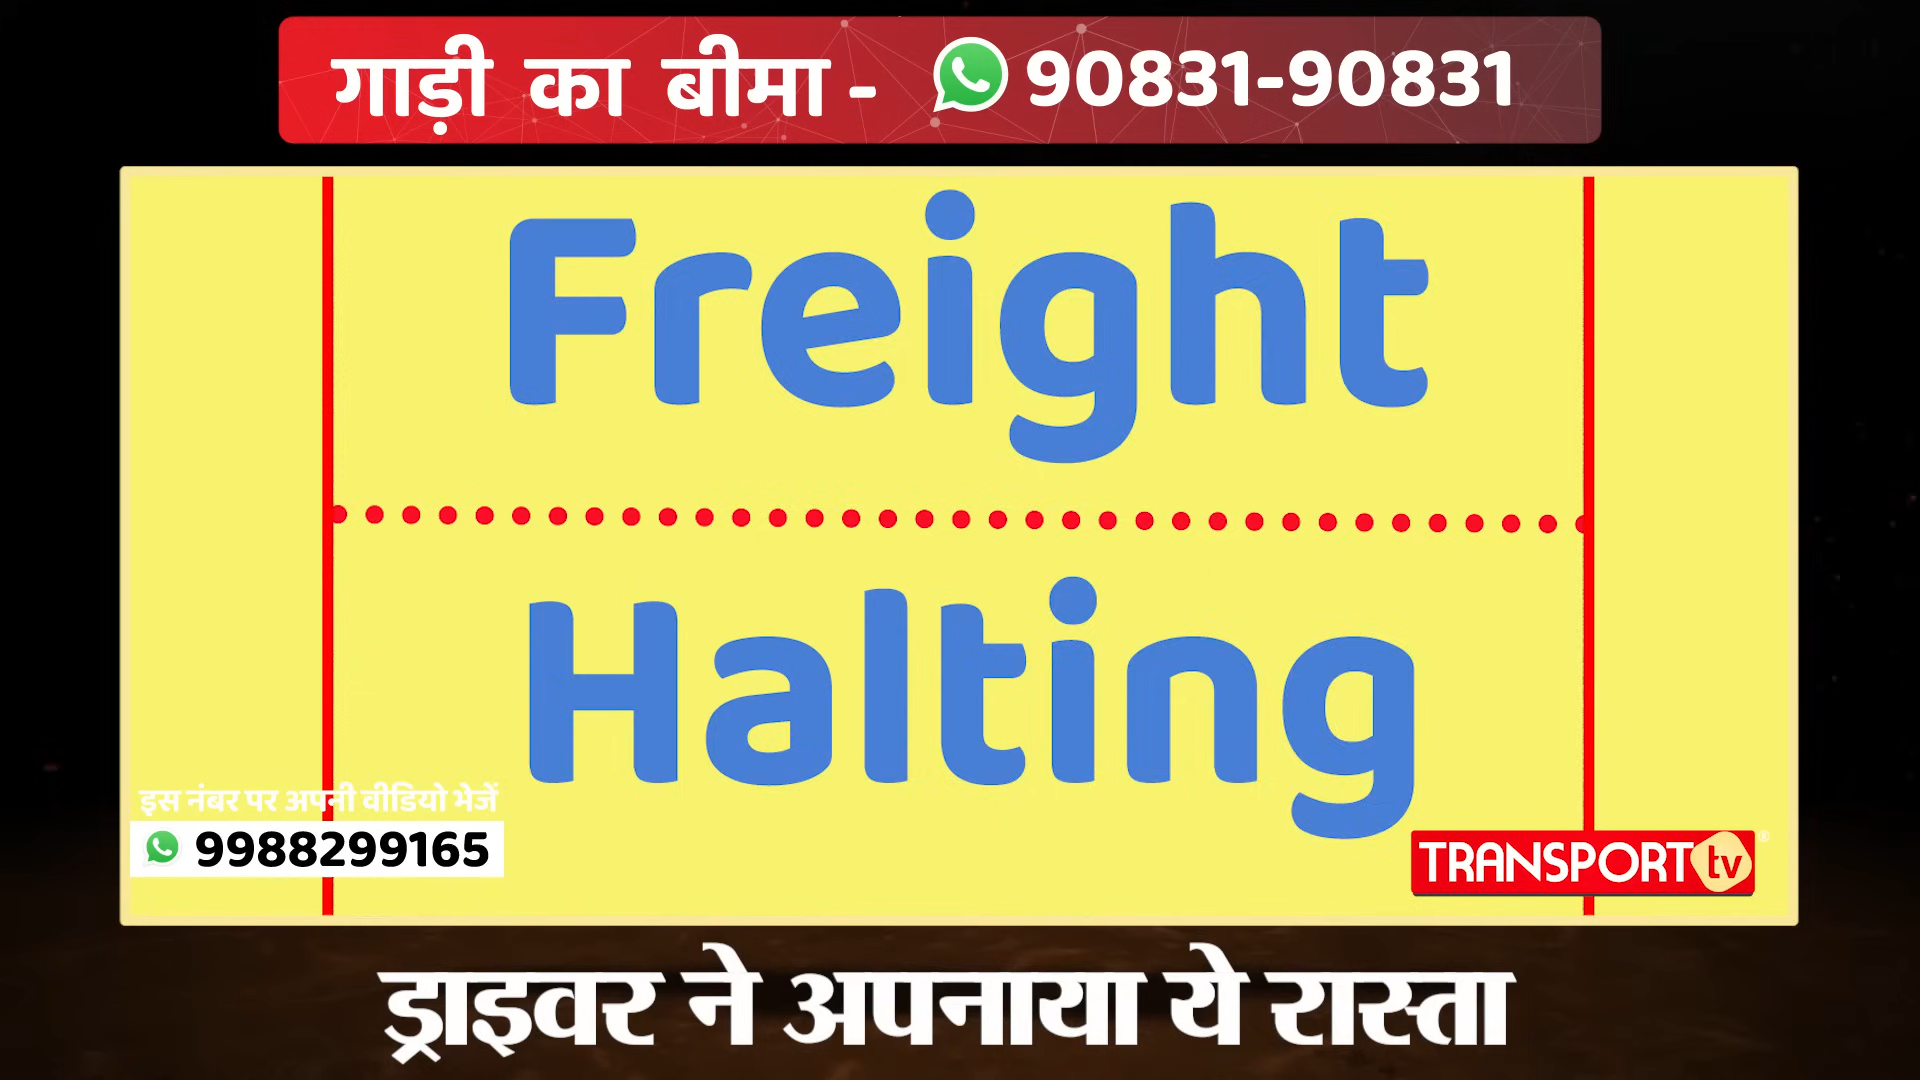 गाड़ी का बीमा - 90831-90831
Freight
Halting
इस नंबर पर अपनी वीडियो भेजें
9988299165
TRANSPORT tv ®
ड्राइवर ने अपनाया ये रास्ता